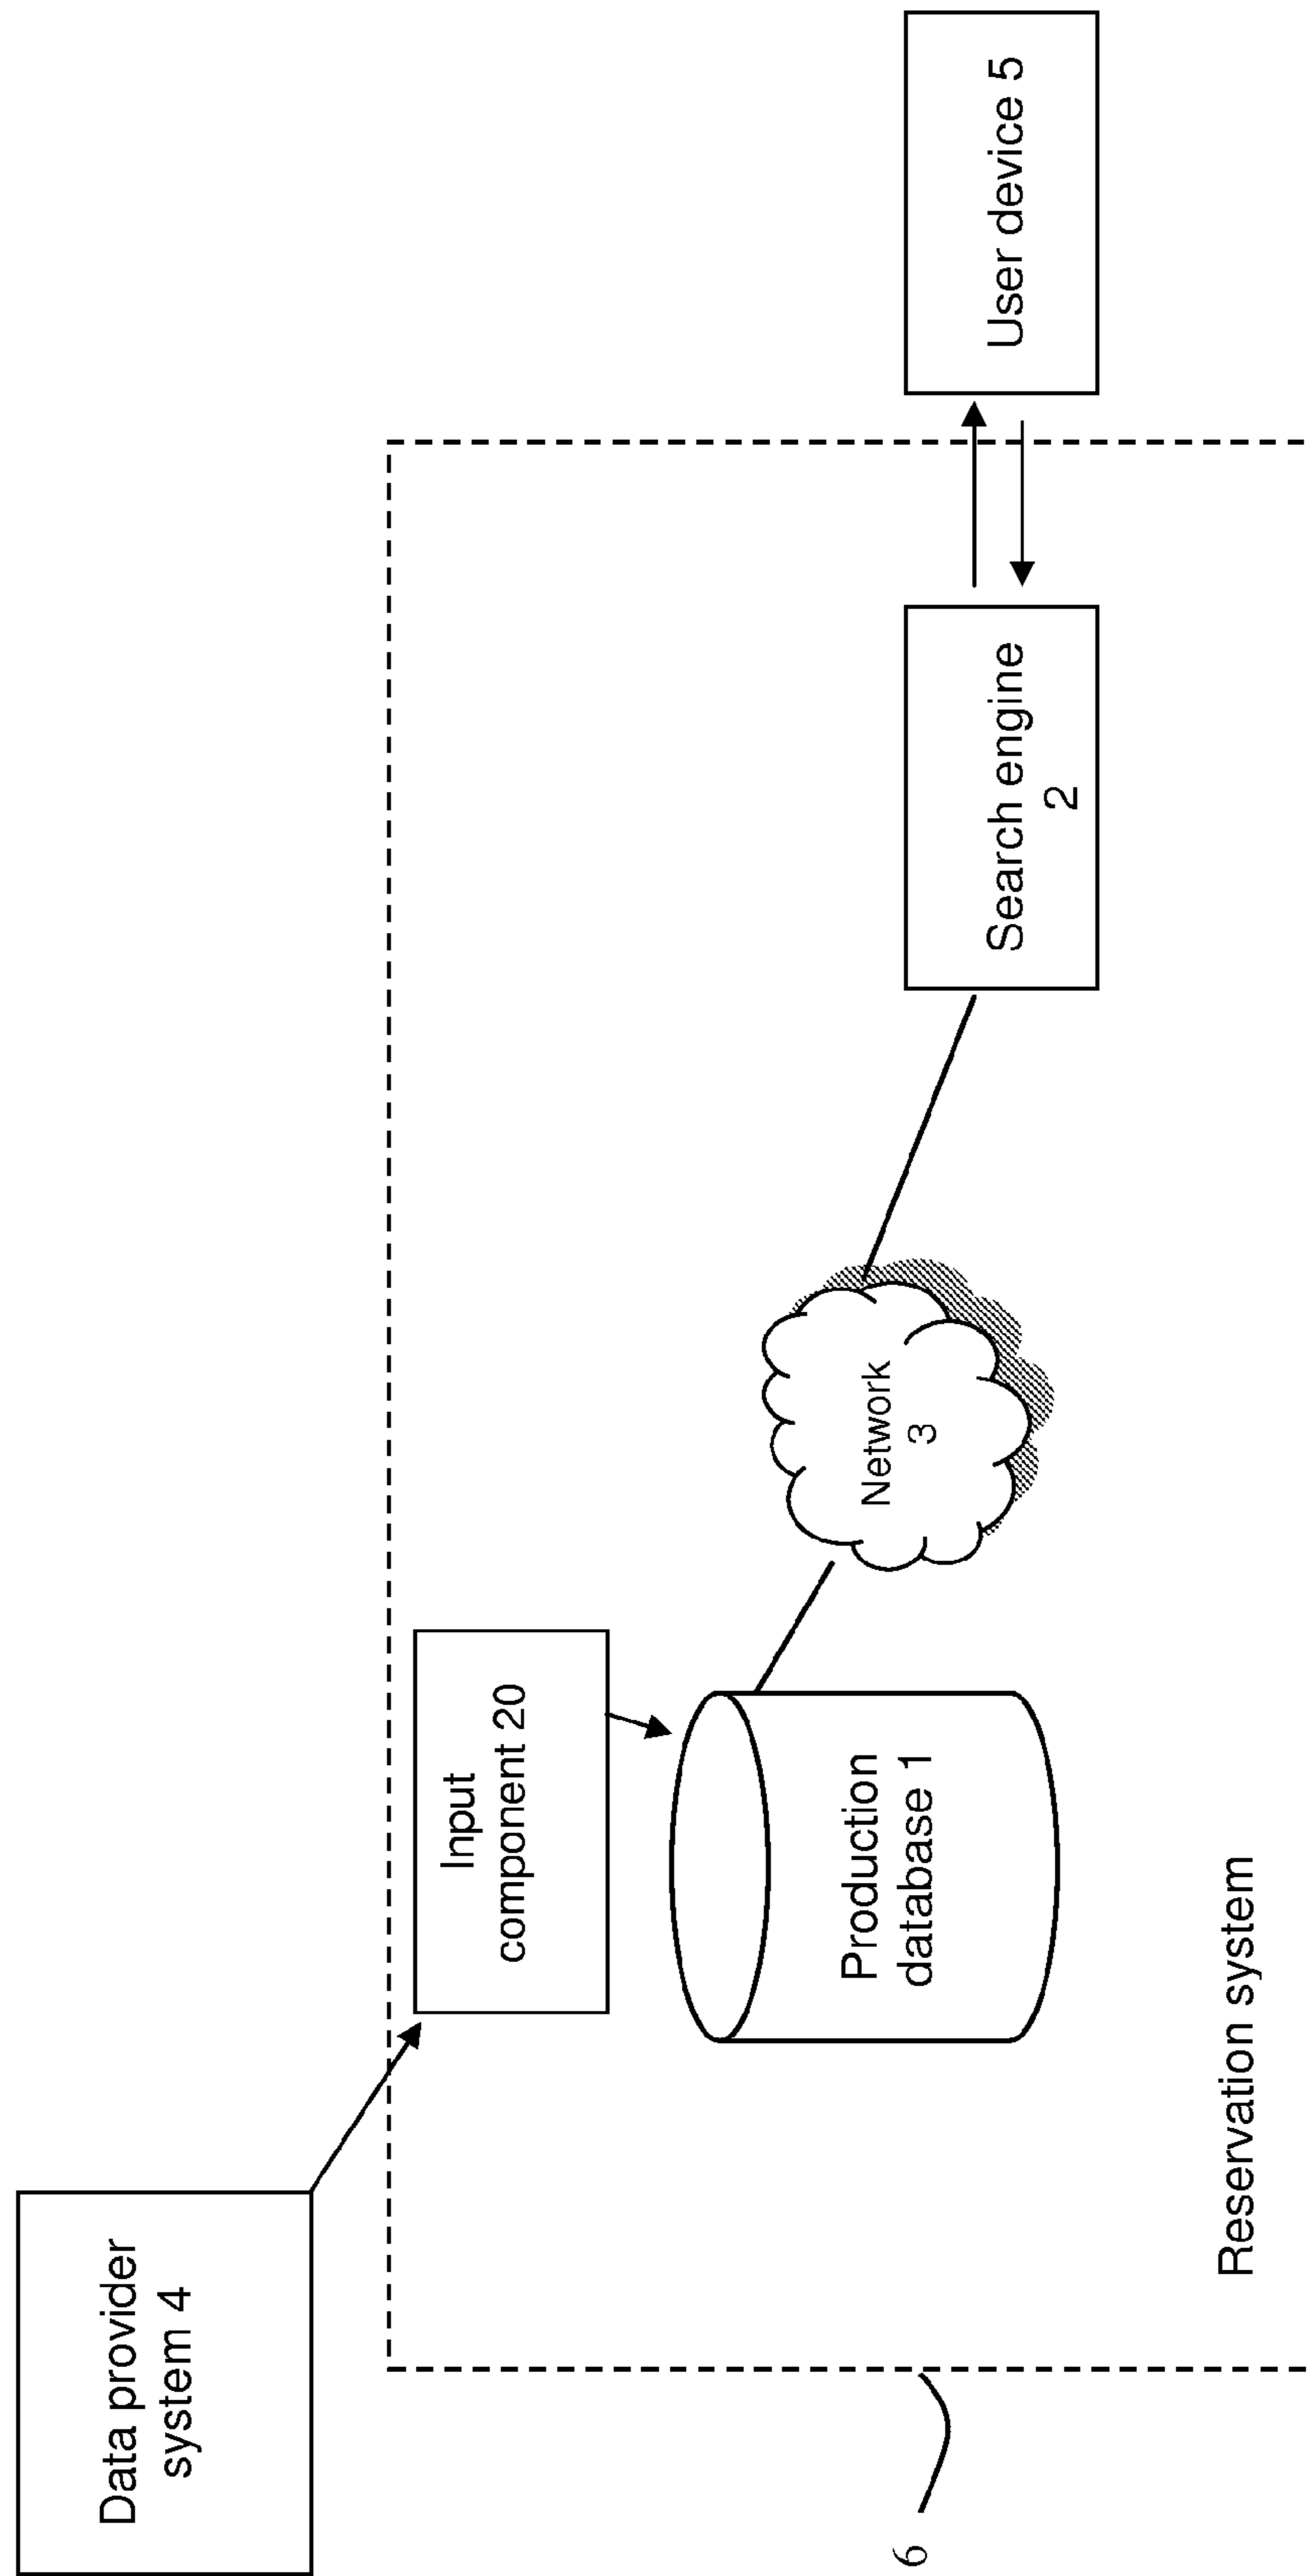 Data provider
system 4
Input
component 20
Production
database 1
Network
3
Search engine
2
User device 5
Reservation system
6